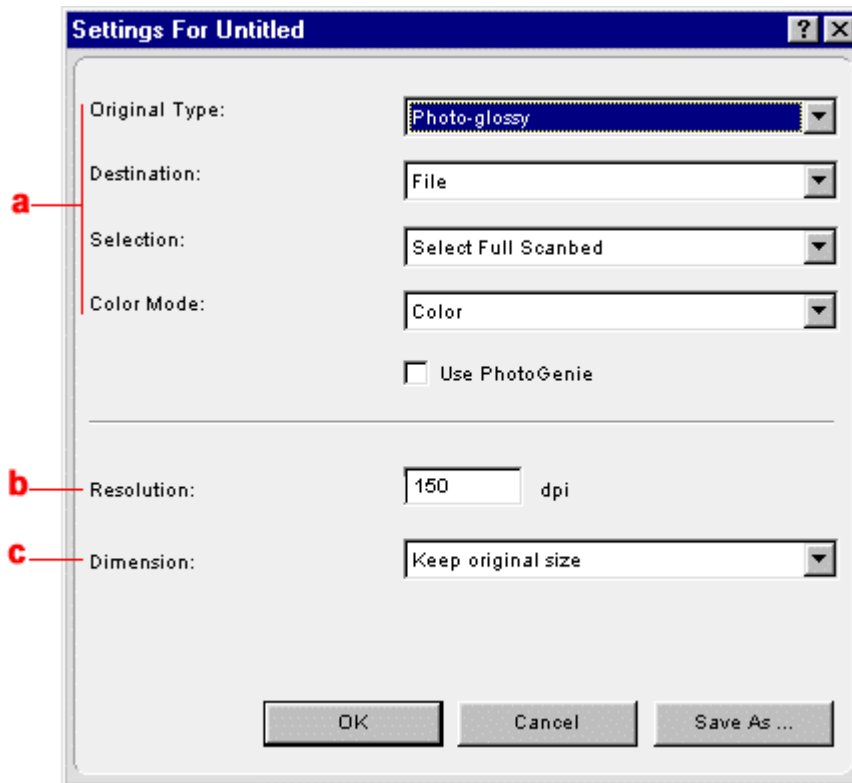 Settings For Untitled
Original Type: Photo-glossy
Destination: File
a
Selection: Select Full Scanbed
Color Mode: Color
Use PhotoGenie
b Resolution: 150 dpi
c Dimension: Keep original size
OK Cancel Save As ...